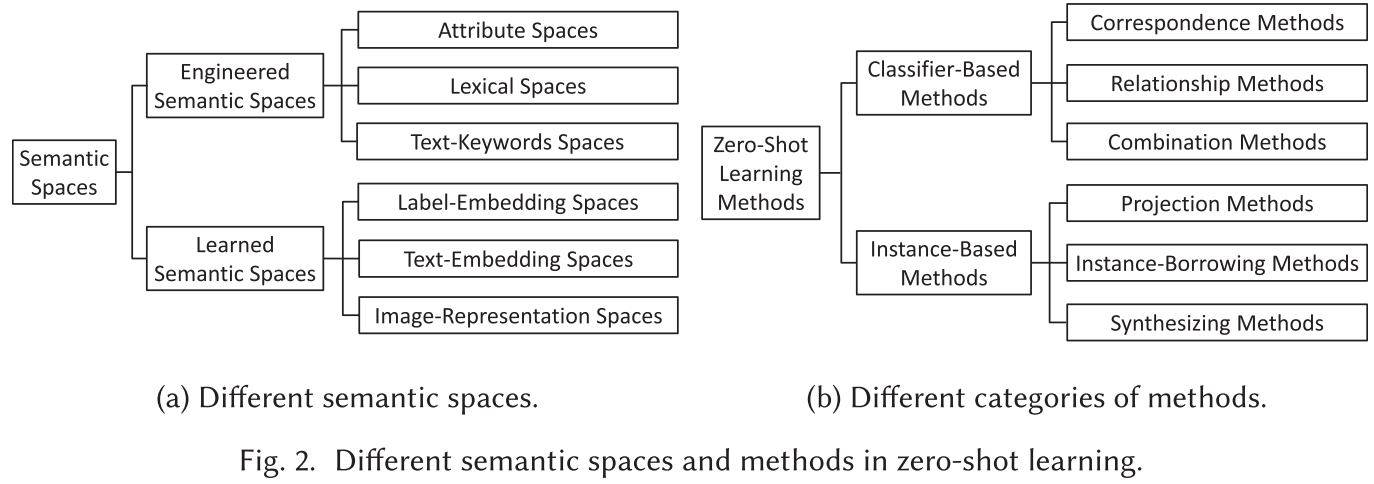 Semantic
Spaces
Engineered
Semantic Spaces
Attribute Spaces
Lexical Spaces
Text-Keywords Spaces
Learned
Semantic Spaces
Label-Embedding Spaces
Text-Embedding Spaces
Image-Representation Spaces
(a) Different semantic spaces.
Zero-Shot
Learning
Methods
Classifier-Based
Methods
Correspondence Methods
Relationship Methods
Combination Methods
Instance-Based
Methods
Projection Methods
Instance-Borrowing Methods
Synthesizing Methods
(b) Different categories of methods.
Fig. 2. Different semantic spaces and methods in zero-shot learning.